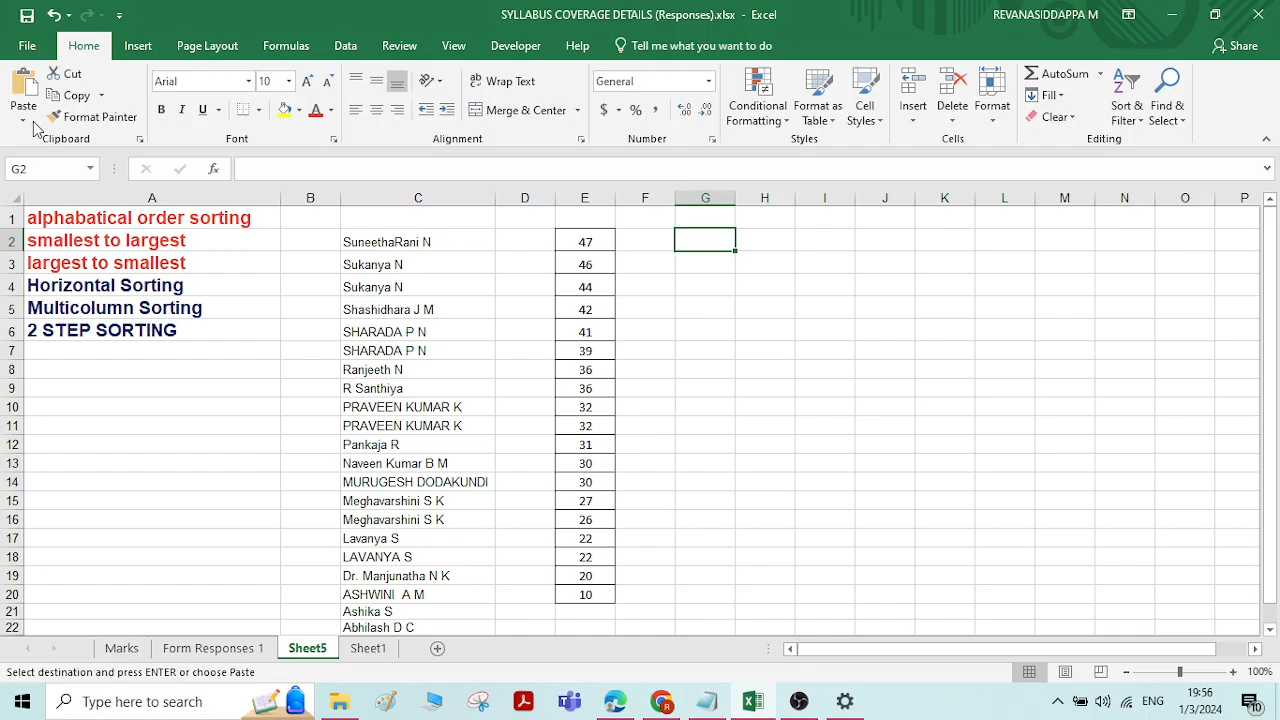 SYLLABUS COVERAGE DETAILS (Responses).xlsx - Excel
REVANASIDDAPPA M
File Home Insert Page Layout Formulas Data Review View Developer Help Tell me what you want to do Share
Paste
Cut
Copy
Format Painter
Clipboard
Arial 10
B I U
Font
Wrap Text
Merge & Center
Alignment
General
$ % ,
Number
Conditional Formatting
Format as Table
Cell Styles
Styles
Insert Delete Format
Cells
AutoSum
Fill
Clear
Sort & Filter
Find & Select
Editing
G2
fx
A B C D E F G H I J K L M N O P
1 alphabatical order sorting
2 smallest to largest SuneethaRani N 47
3 largest to smallest Sukanya N 46
4 Horizontal Sorting Sukanya N 44
5 Multicolumn Sorting Shashidhara J M 42
6 2 STEP SORTING SHARADA P N 41
7 SHARADA P N 39
8 Ranjeeth N 36
9 R Santhiya 36
10 PRAVEEN KUMAR K 32
11 PRAVEEN KUMAR K 32
12 Pankaja R 31
13 Naveen Kumar B M 30
14 MURUGESH DODAKUNDI 30
15 Meghavarshini S K 27
16 Meghavarshini S K 26
17 Lavanya S 22
18 LAVANYA S 22
19 Dr. Manjunatha N K 20
20 ASHWINI A M 10
21 Ashika S
22 Abhilash D C
Marks Form Responses 1 Sheet5 Sheet1
Select destination and press ENTER or choose Paste
100%
Type here to search
ENG
19:56
1/3/2024
10